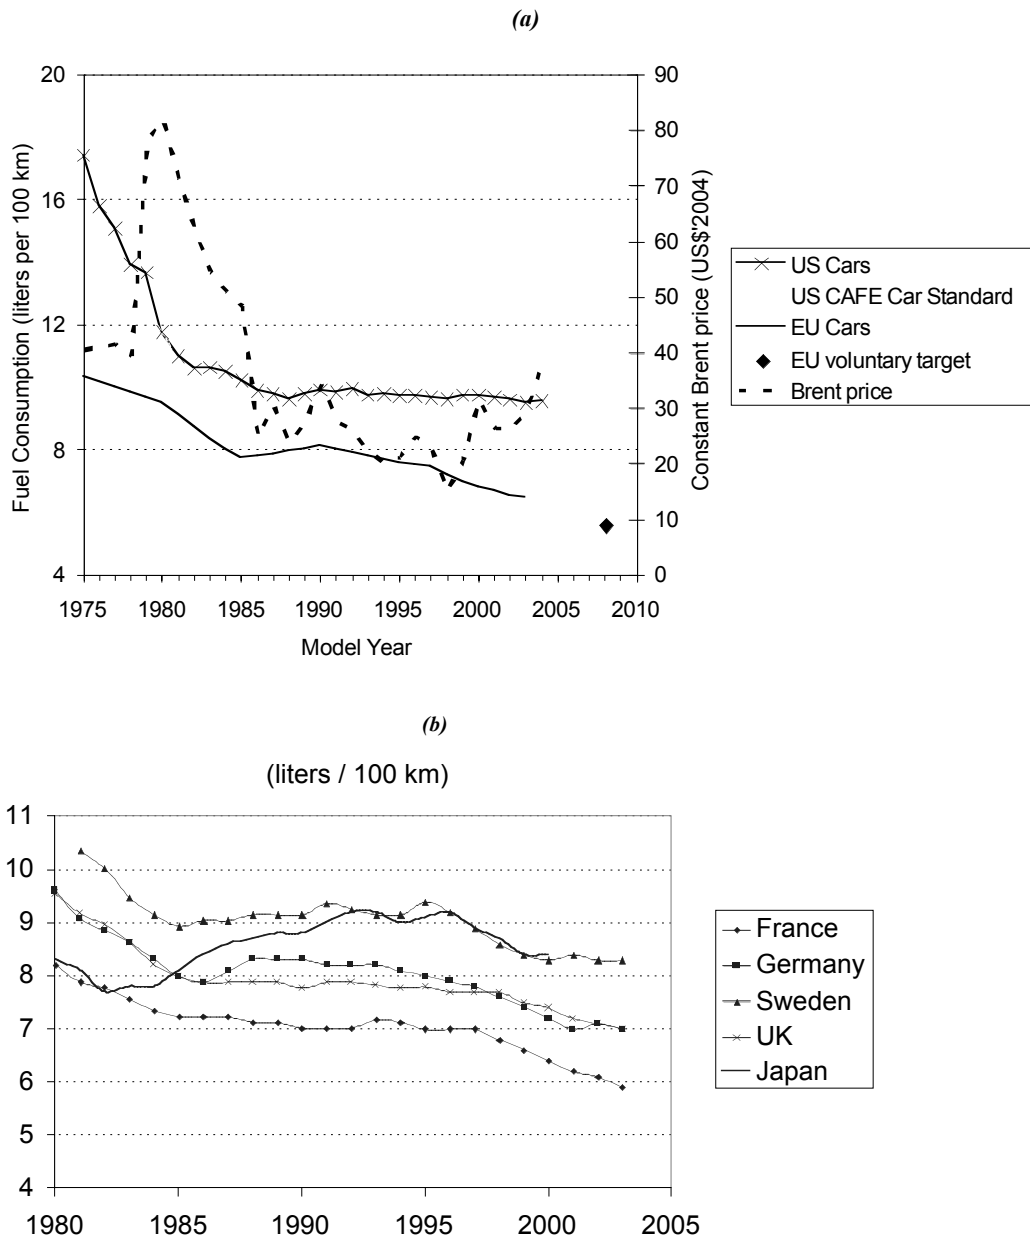 (a)
20
16
12
8
4
Fuel Consumption (liters per 100 km)
90
80
70
60
50
40
30
20
10
0
Constant Brent price (US$'2004)
1975 1980 1985 1990 1995 2000 2005 2010
Model Year
US Cars
US CAFE Car Standard
EU Cars
EU voluntary target
Brent price
(b)
(liters / 100 km)
11
10
9
8
7
6
5
4
1980 1985 1990 1995 2000 2005
France
Germany
Sweden
UK
Japan